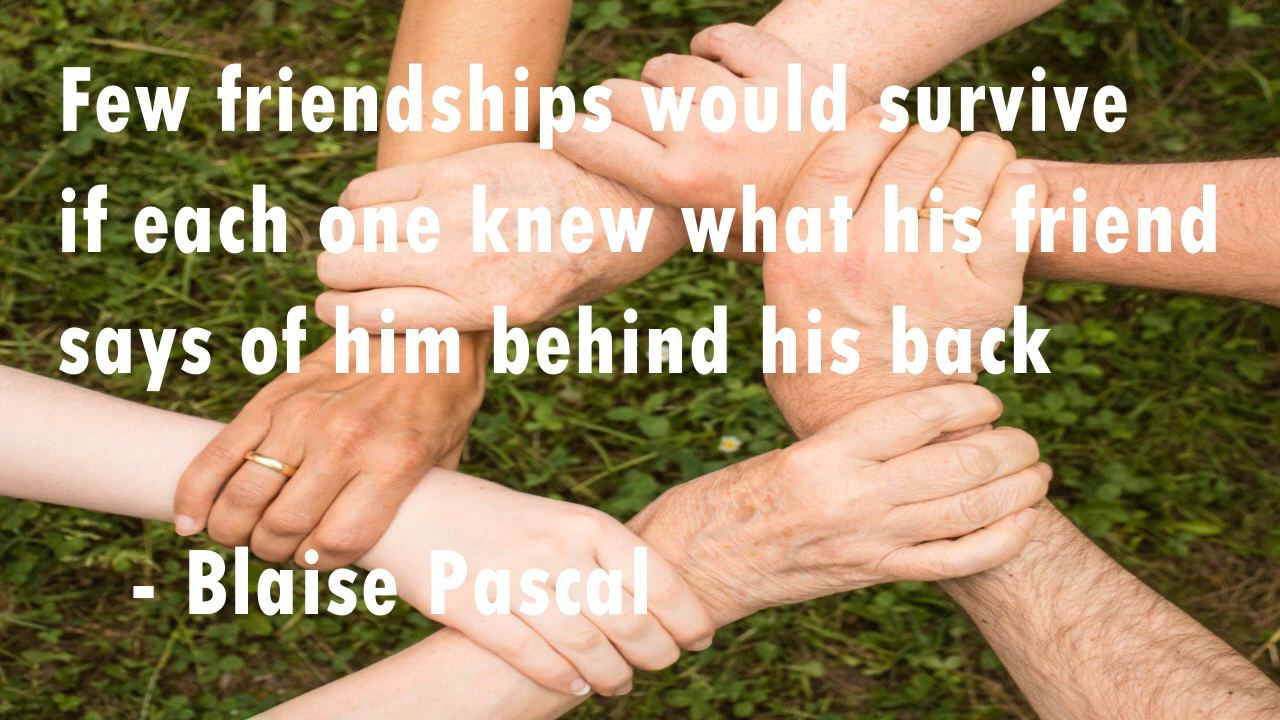 Few friendships would survive
if each one knew what his friend
says of him behind his back
- Blaise Pascal